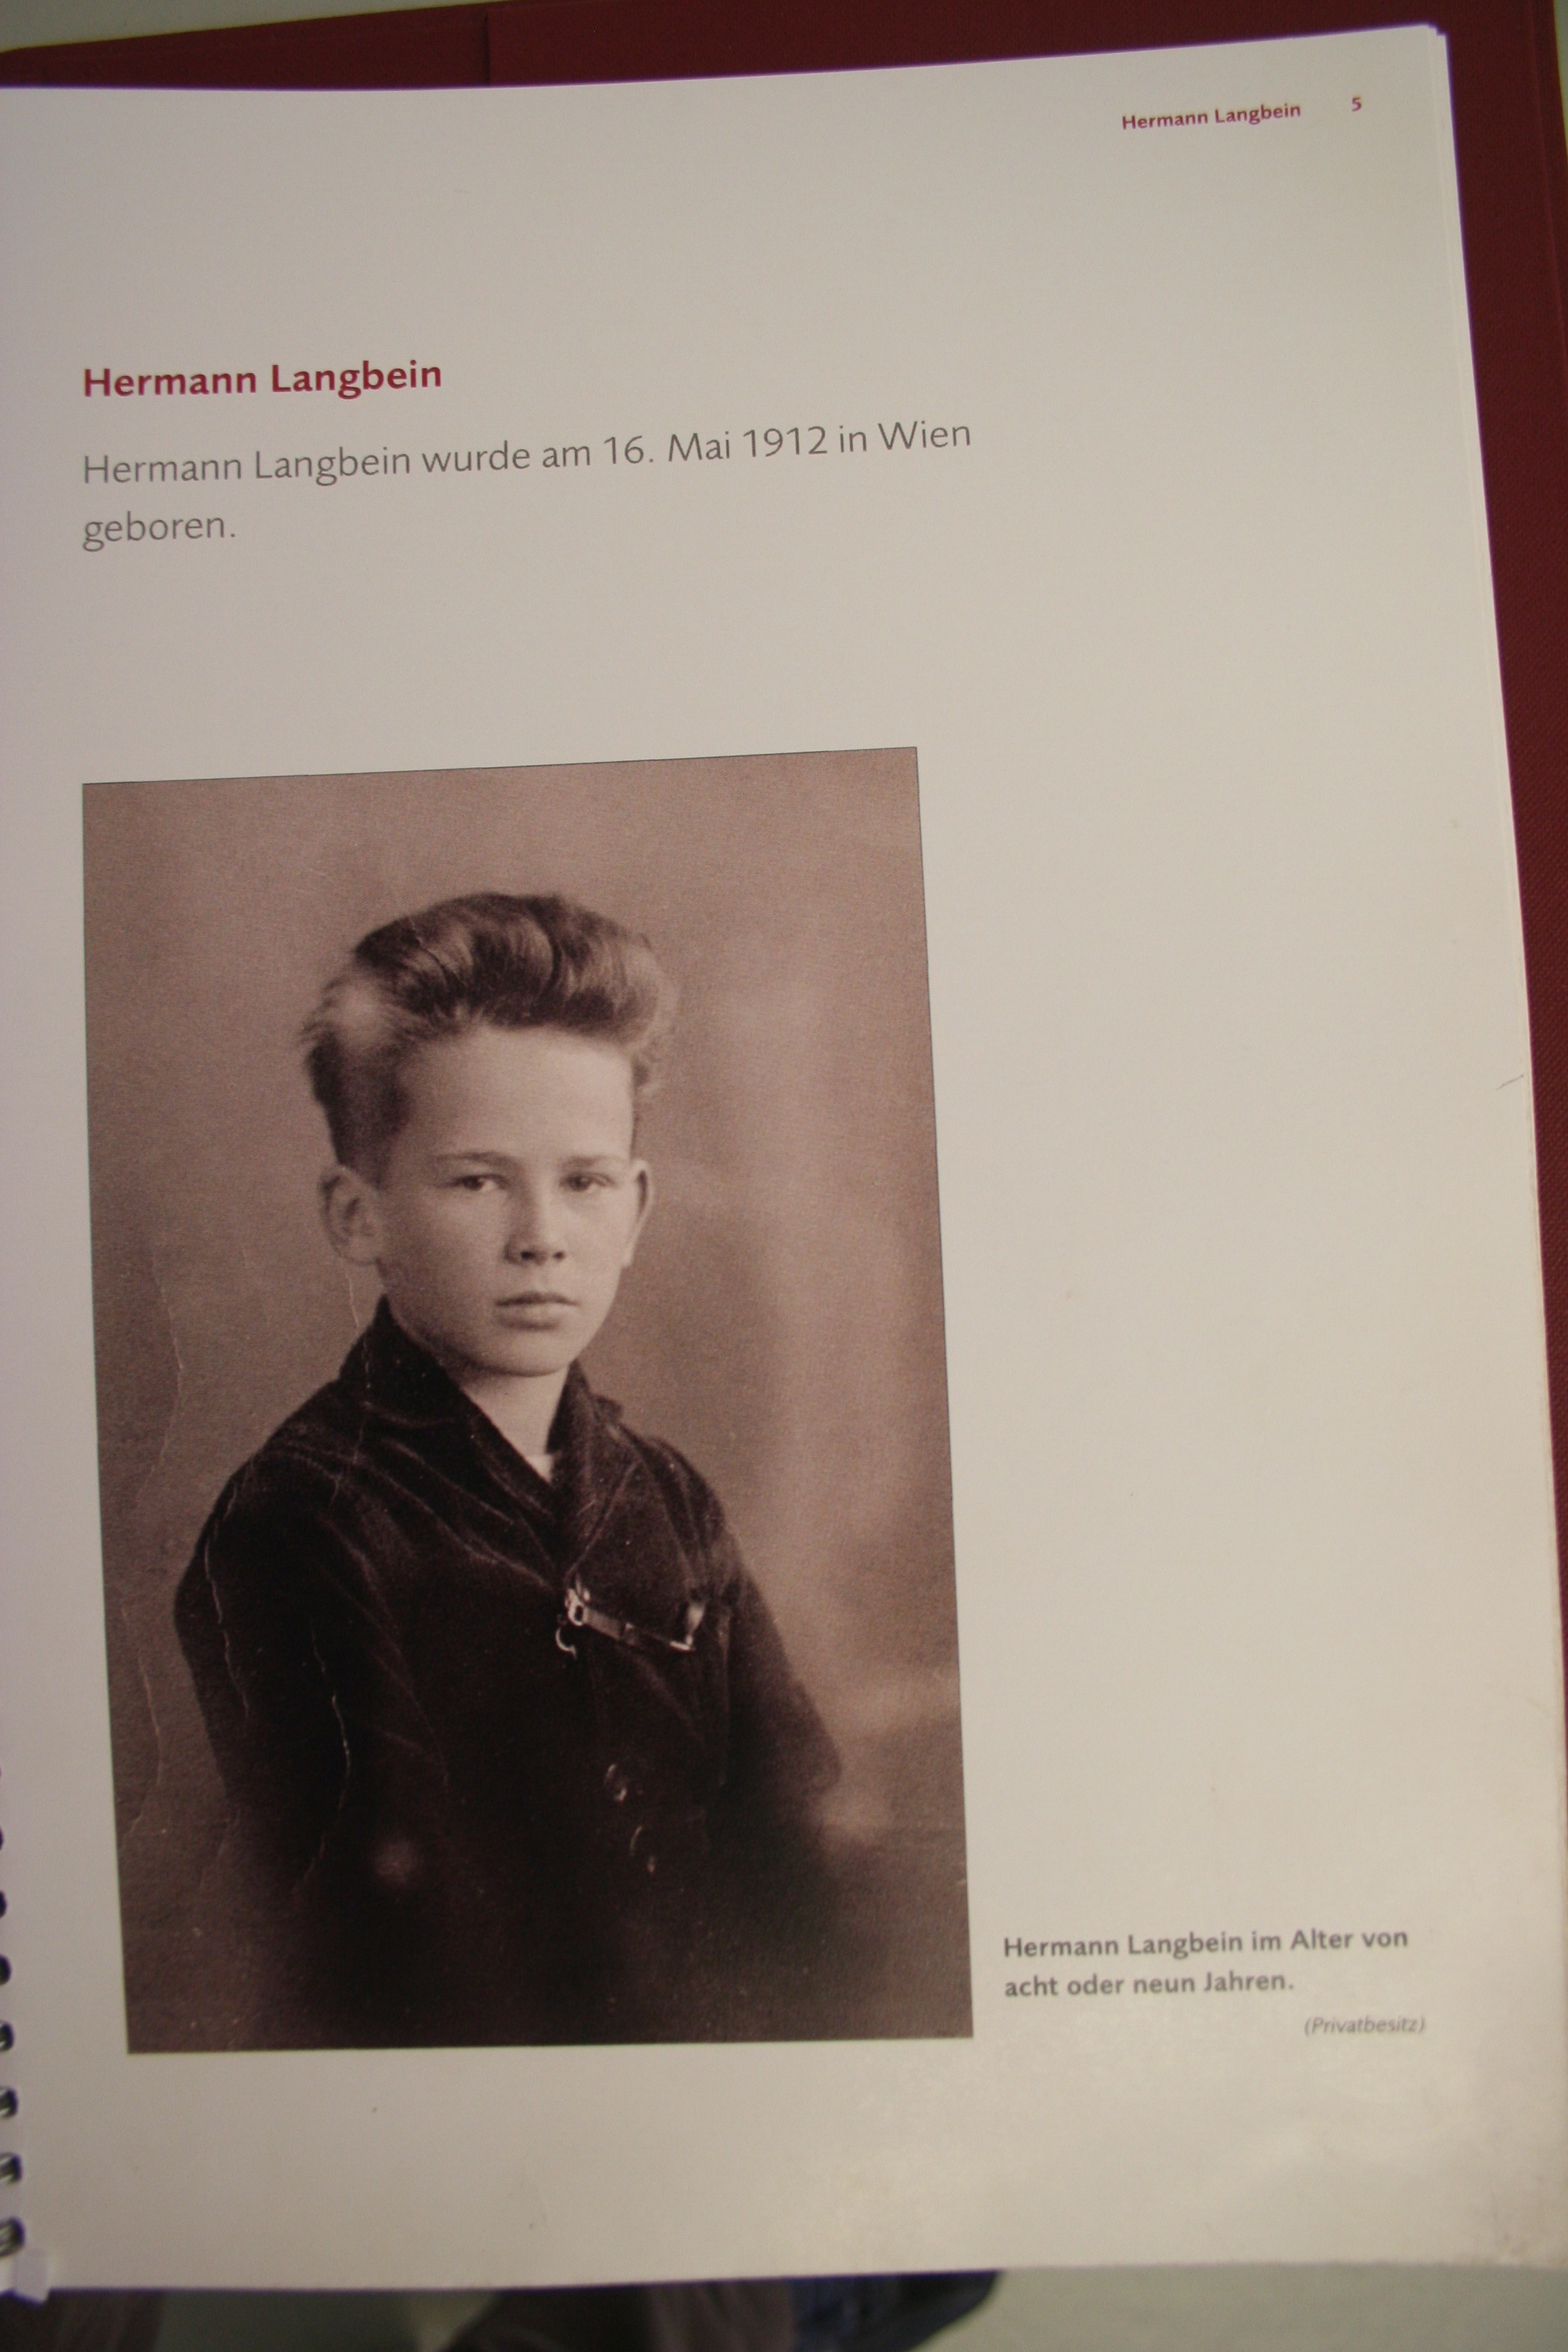 Hermann Langbein 5
Hermann Langbein
Hermann Langbein wurde am 16. Mai 1912 in Wien
geboren.
Hermann Langbein im Alter von
acht oder neun Jahren.
(Privatbesitz)